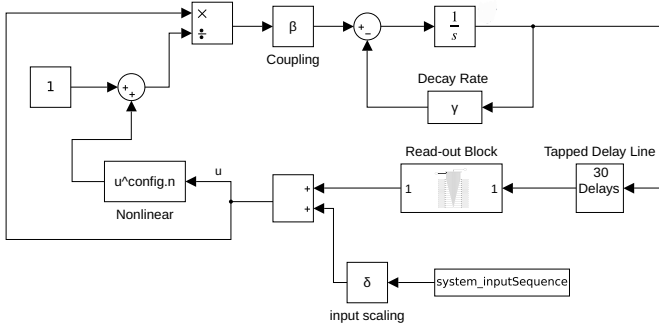 ×
÷
β
Coupling
+
−
1
s
Decay Rate
γ
1
+
+
u^config.n
Nonlinear
u
+
+
Read-out Block
1
1
Tapped Delay Line
30
Delays
δ
input scaling
system_inputSequence